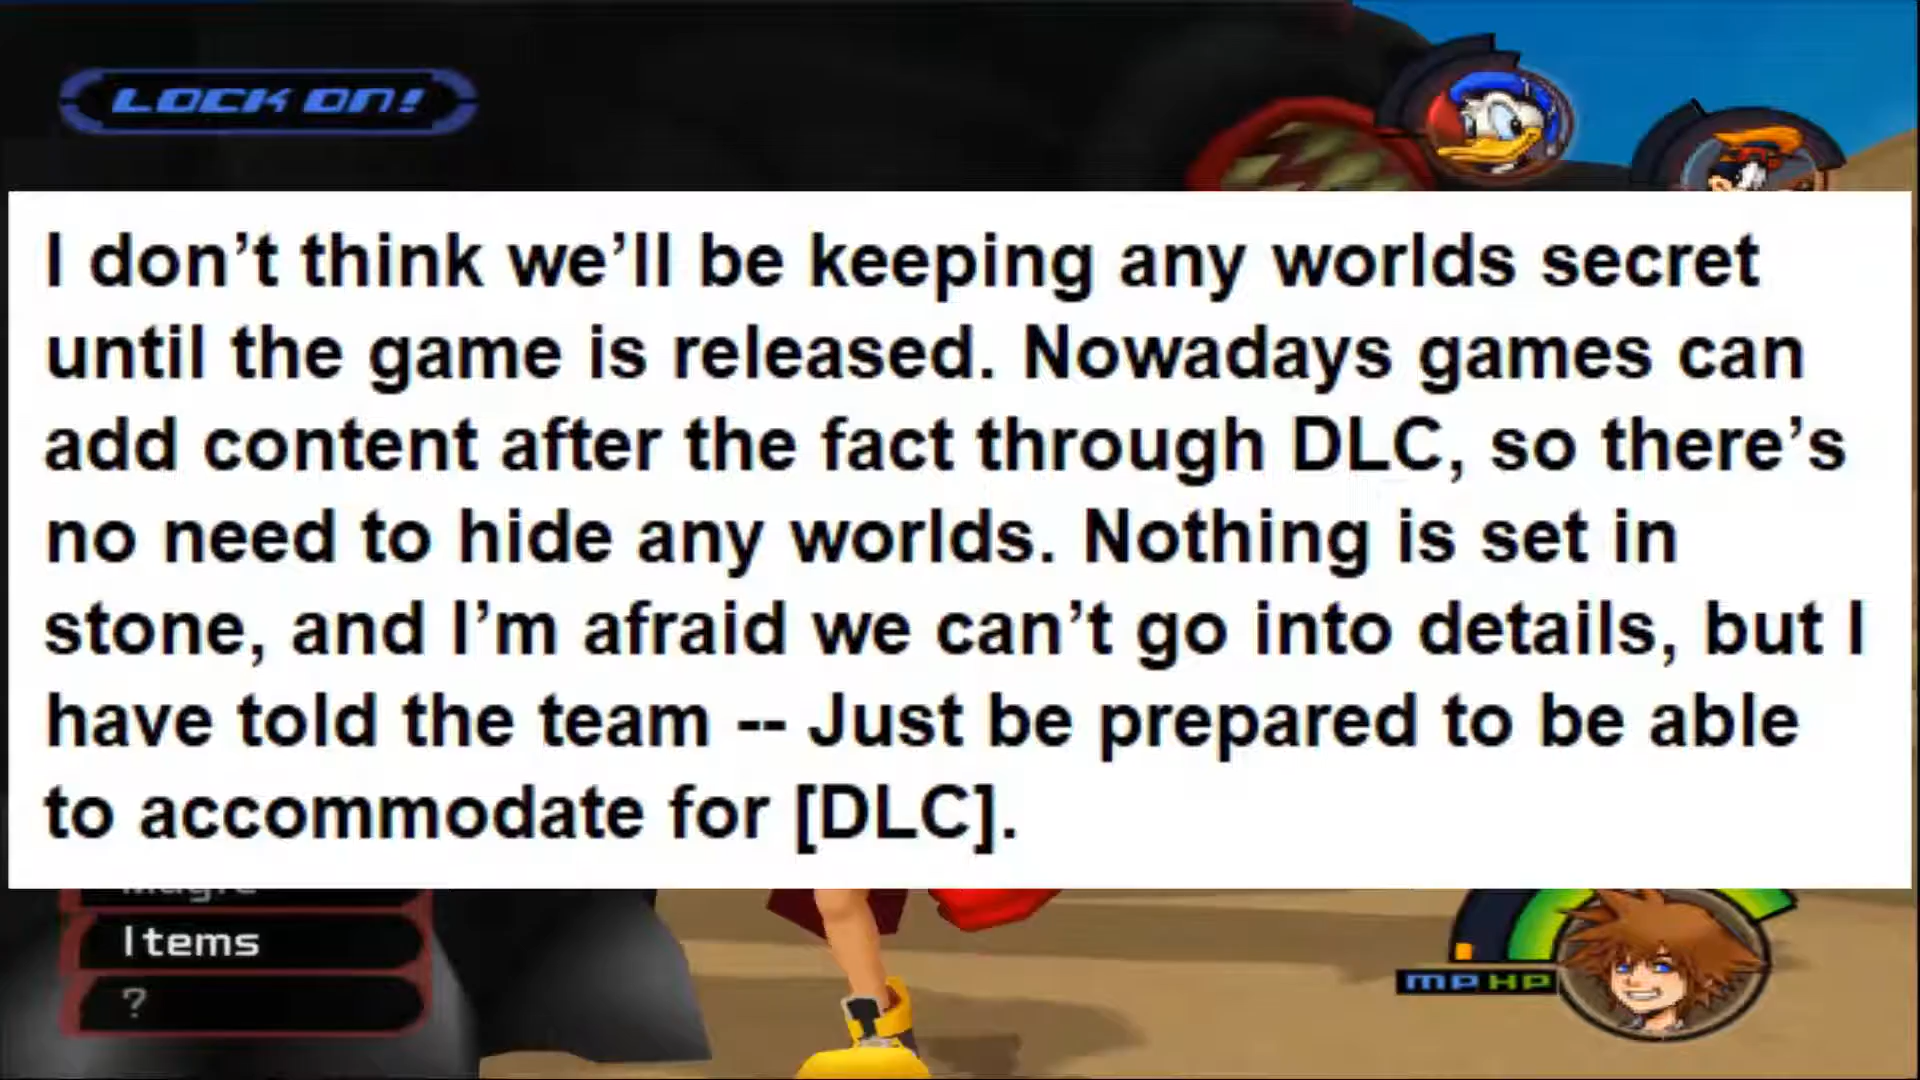 LOCK ON!
I don’t think we’ll be keeping any worlds secret
until the game is released. Nowadays games can
add content after the fact through DLC, so there’s
no need to hide any worlds. Nothing is set in
stone, and I’m afraid we can’t go into details, but I
have told the team -- Just be prepared to be able
to accommodate for [DLC].
Magic
Items
?
MP HP